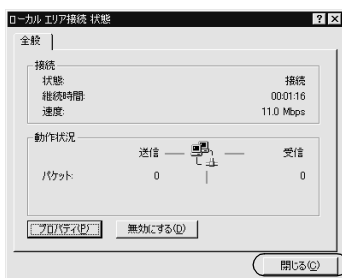 ローカル エリア接続 状態
全般
接続
状態: 接続
継続時間: 00:01:16
速度: 11.0 Mbps
動作状況
送信 受信
パケット: 0 0
プロパティ(P) 無効にする(D)
閉じる(C)